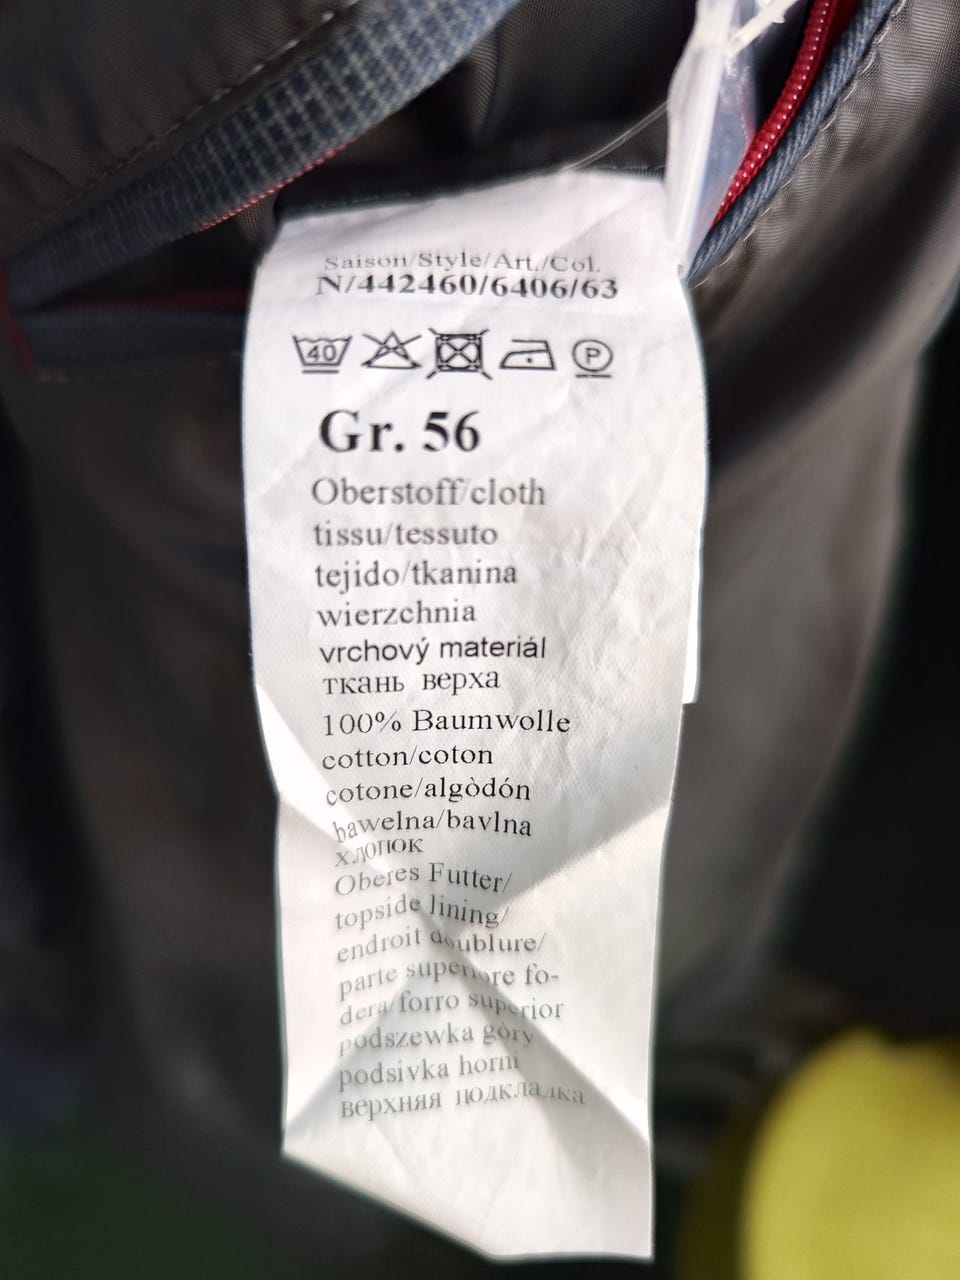 Saison/Style/Art./Col.
N/442460/6406/63
40 P
Gr. 56
Oberstoff/cloth
tissu/tessuto
tejido/tkanina
wierzchnia
vrchový materiál
ткань верха
100% Baumwolle
cotton/coton
cotone/algòdón
bawelna/bavlna
хлопок
Oberes Futter/
topside lining/
endroit doublure/
parte superiore fo-
dera/forro superior
podszewka gòry
podsivka horni
верхняя подкладка